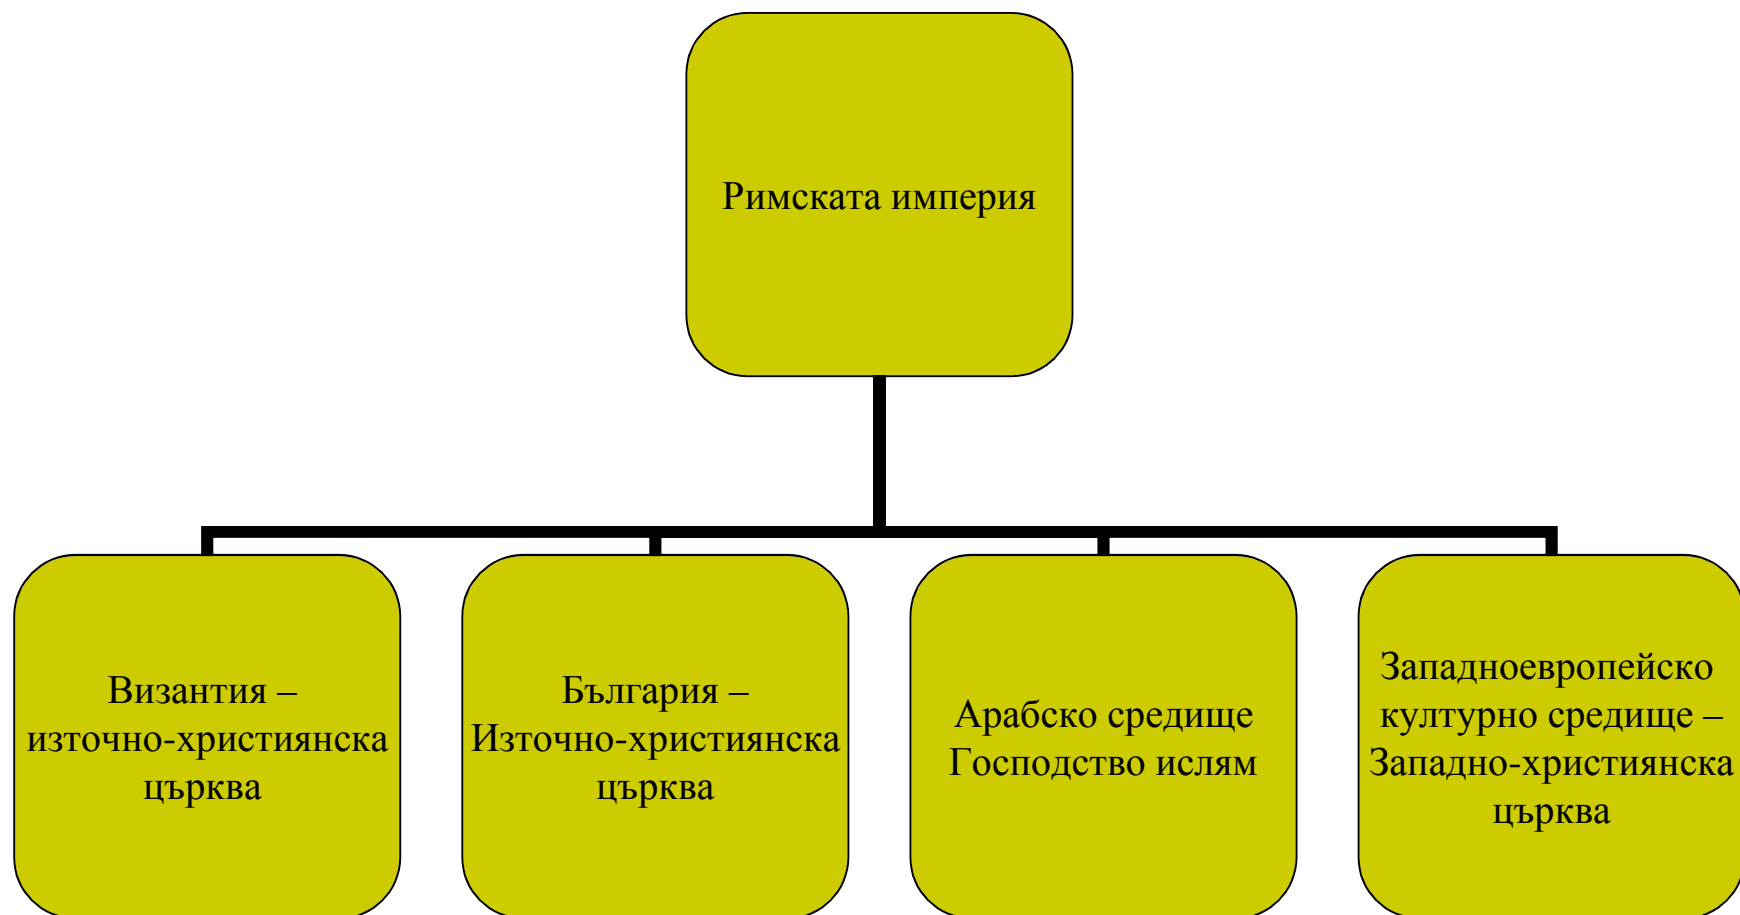 Римската империя
Византия –
източно-християнска
църква
България –
Източно-християнска
църква
Арабско средище
Господство ислям
Западноевропейско
културно средище –
Западно-християнска
църква